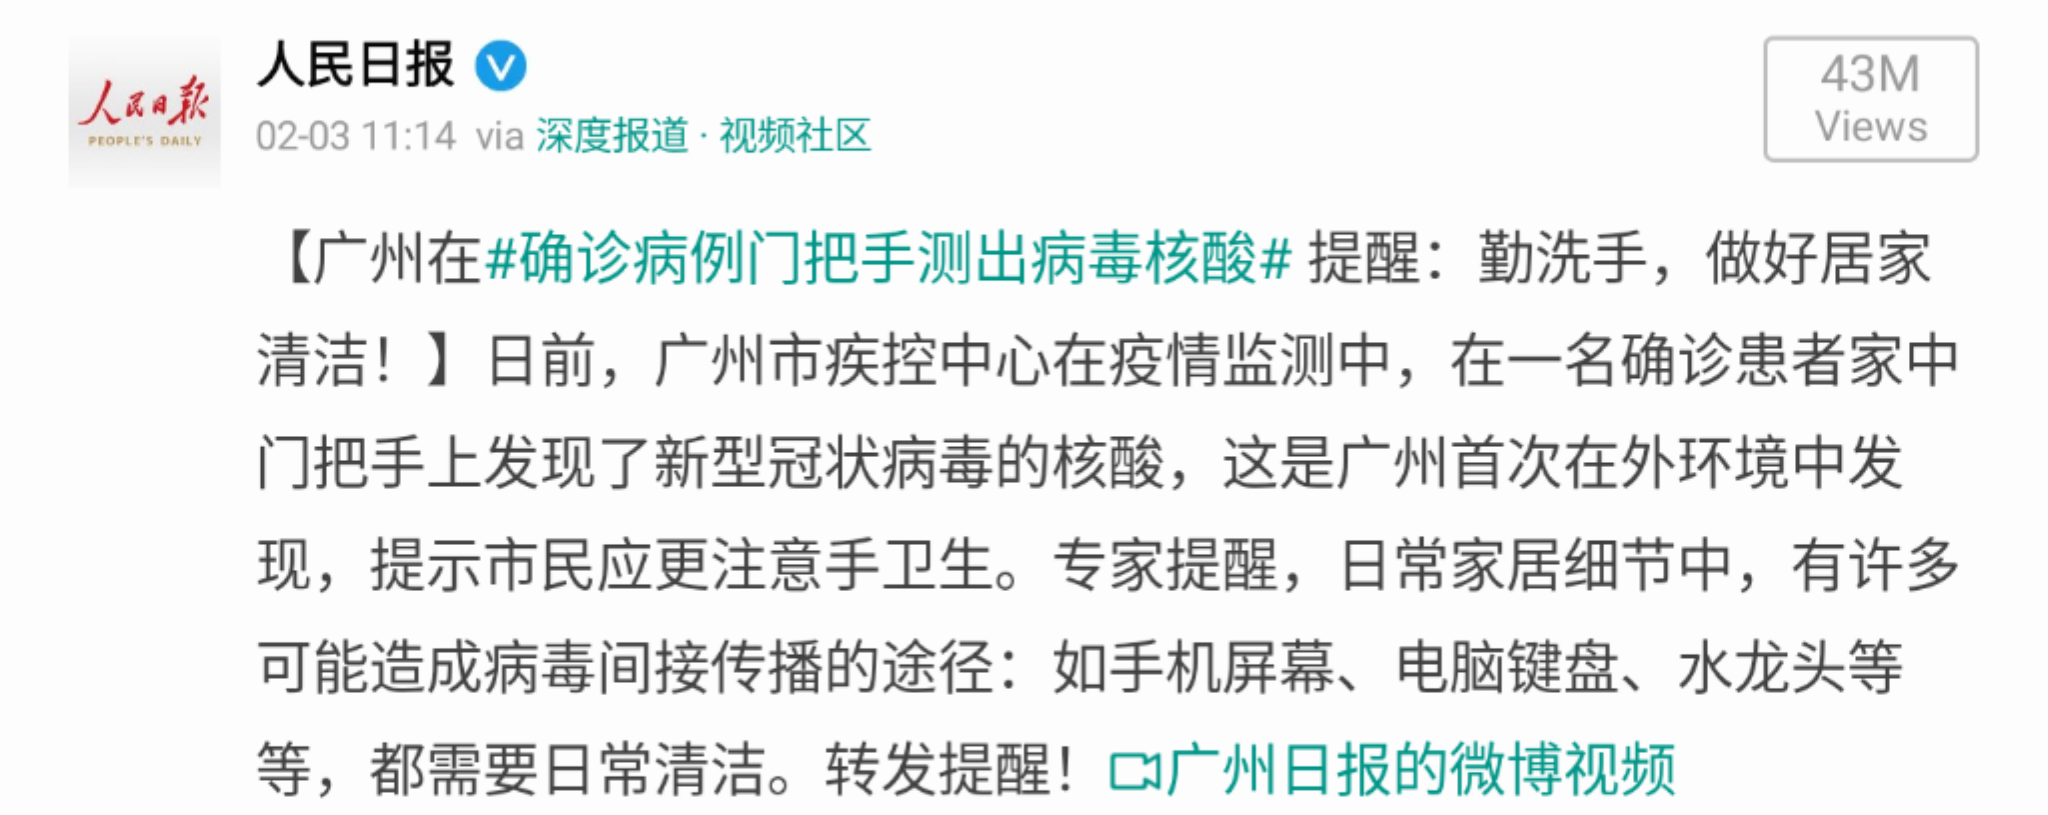 人民日报
人民日報
PEOPLE'S DAILY
02-03 11:14 via 深度报道 · 视频社区
43M
Views
【广州在#确诊病例门把手测出病毒核酸# 提醒：勤洗手，做好居家
清洁！】日前，广州市疾控中心在疫情监测中，在一名确诊患者家中
门把手上发现了新型冠状病毒的核酸，这是广州首次在外环境中发
现，提示市民应更注意手卫生。专家提醒，日常家居细节中，有许多
可能造成病毒间接传播的途径：如手机屏幕、电脑键盘、水龙头等
等，都需要日常清洁。转发提醒！广州日报的微博视频